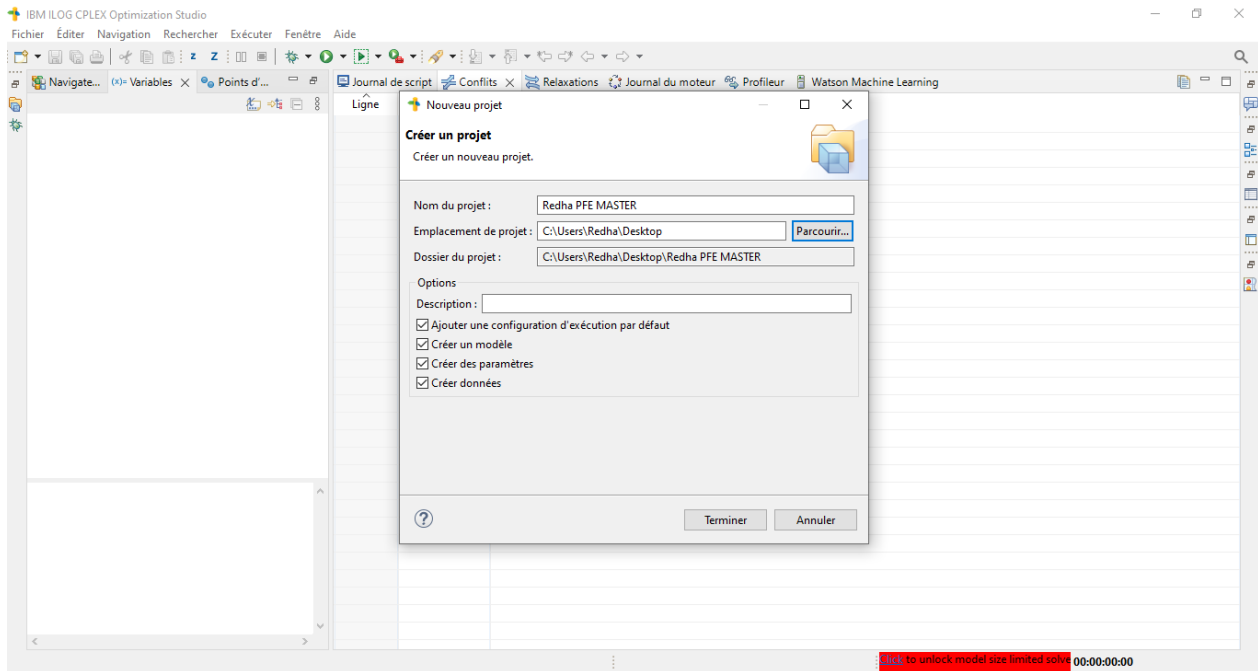 IBM ILOG CPLEX Optimization Studio
Fichier Éditer Navigation Rechercher Exécuter Fenêtre Aide
Navigate... (x)= Variables Points d'... Journal de script Conflits Relaxations Journal du moteur Profileur Watson Machine Learning
Ligne
Nouveau projet
Créer un projet
Créer un nouveau projet.
Nom du projet : Redha PFE MASTER
Emplacement de projet : C:\Users\Redha\Desktop Parcourir...
Dossier du projet : C:\Users\Redha\Desktop\Redha PFE MASTER
Options
Description :
Ajouter une configuration d'exécution par défaut
Créer un modèle
Créer des paramètres
Créer données
Terminer Annuler
Click to unlock model size limited solve 00:00:00:00